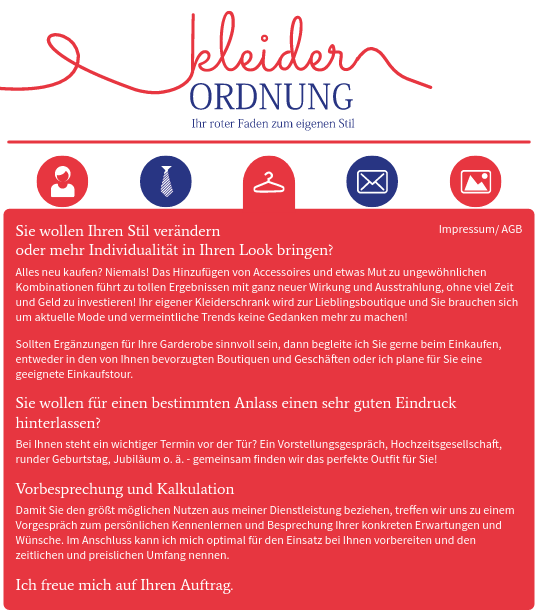 kleider
ORDNUNG
Ihr roter Faden zum eigenen Stil
Impressum/ AGB
Sie wollen Ihren Stil verändern
oder mehr Individualität in Ihren Look bringen?
Alles neu kaufen? Niemals! Das Hinzufügen von Accessoires und etwas Mut zu ungewöhnlichen
Kombinationen führt zu tollen Ergebnissen mit ganz neuer Wirkung und Ausstrahlung, ohne viel Zeit
und Geld zu investieren! Ihr eigener Kleiderschrank wird zur Lieblingsboutique und Sie brauchen sich
um aktuelle Mode und vermeintliche Trends keine Gedanken mehr zu machen!
Sollten Ergänzungen für Ihre Garderobe sinnvoll sein, dann begleite ich Sie gerne beim Einkaufen,
entweder in den von Ihnen bevorzugten Boutiquen und Geschäften oder ich plane für Sie eine
geeignete Einkaufstour.
Sie wollen für einen bestimmten Anlass einen sehr guten Eindruck
hinterlassen?
Bei Ihnen steht ein wichtiger Termin vor der Tür? Ein Vorstellungsgespräch, Hochzeitsgesellschaft,
runder Geburtstag, Jubiläum o. ä. - gemeinsam finden wir das perfekte Outfit für Sie!
Vorbesprechung und Kalkulation
Damit Sie den größt möglichen Nutzen aus meiner Dienstleistung beziehen, treffen wir uns zu einem
Vorgespräch zum persönlichen Kennenlernen und Besprechung Ihrer konkreten Erwartungen und
Wünsche. Im Anschluss kann ich mich optimal für den Einsatz bei Ihnen vorbereiten und den
zeitlichen und preislichen Umfang nennen.
Ich freue mich auf Ihren Auftrag.